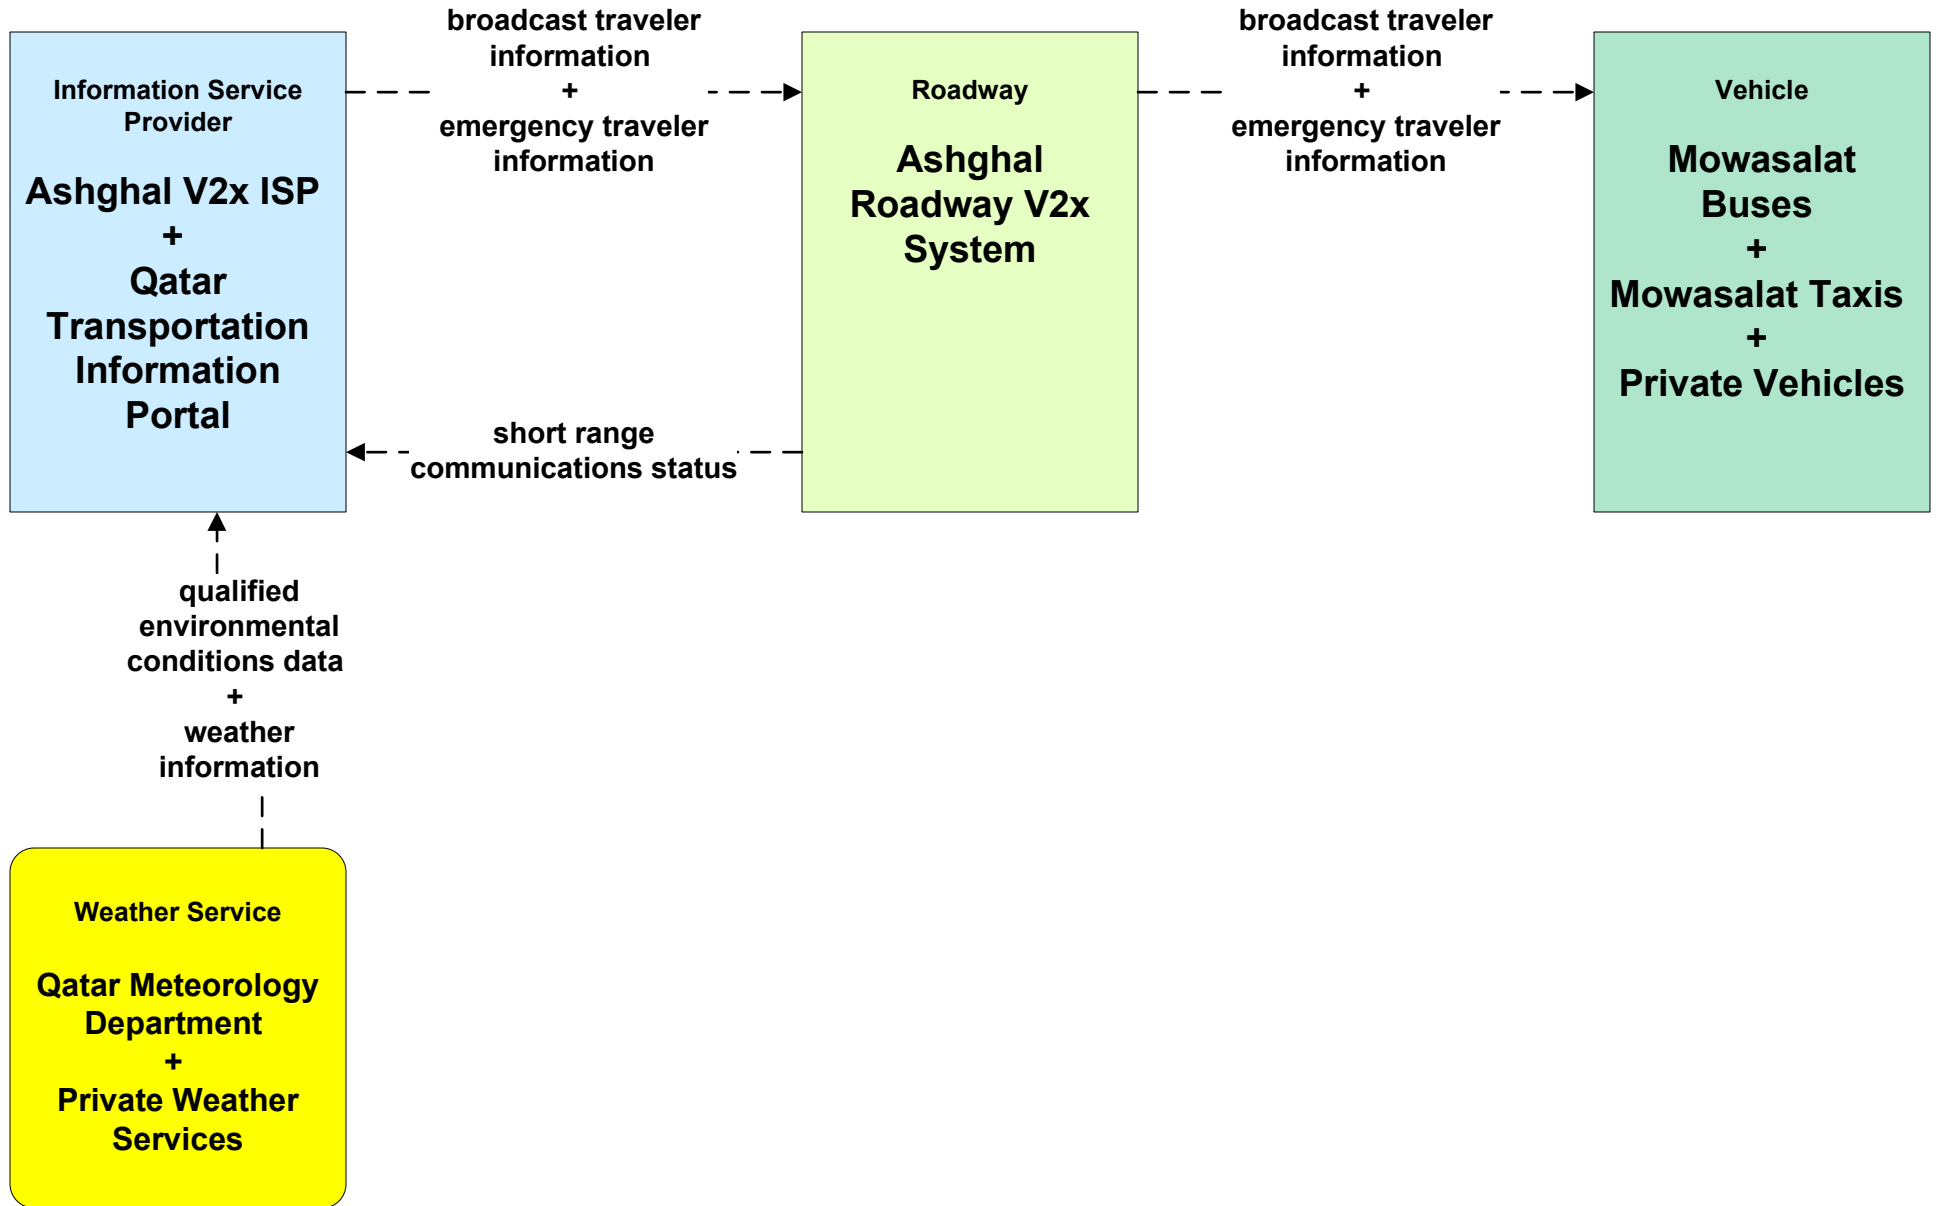 Information Service
Provider
Ashghal V2x ISP
+
Qatar
Transportation
Information
Portal
broadcast traveler
information
+
emergency traveler
information
Roadway
Ashghal
Roadway V2x
System
broadcast traveler
information
+
emergency traveler
information
Vehicle
Mowasalat
Buses
+
Mowasalat Taxis
+
Private Vehicles
short range
communications status
qualified
environmental
conditions data
+
weather
information
Weather Service
Qatar Meteorology
Department
+
Private Weather
Services